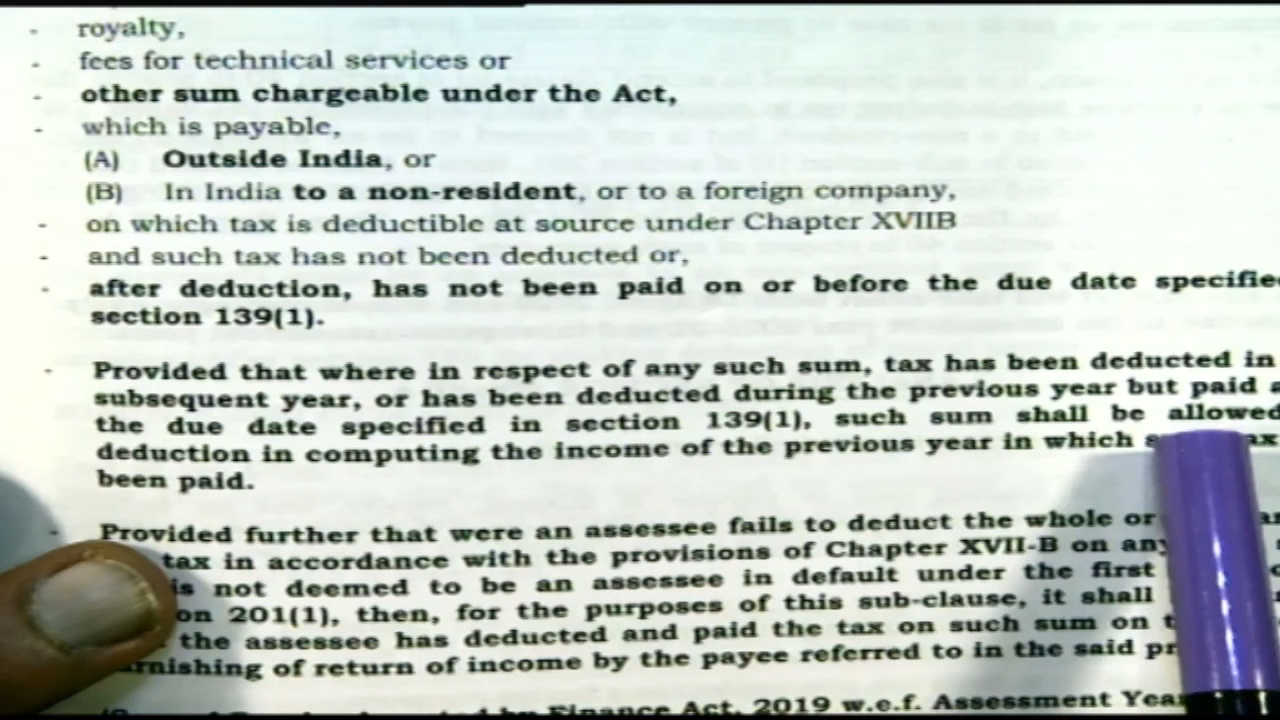 - royalty,
- fees for technical services or
- other sum chargeable under the Act,
- which is payable,
(A) Outside India, or
(B) In India to a non-resident, or to a foreign company,
- on which tax is deductible at source under Chapter XVIIB
- and such tax has not been deducted or,
- after deduction, has not been paid on or before the due date
section 139(1).
- Provided that where in respect of any such sum, tax has been deducted in
subsequent year, or has been deducted during the previous year but paid
the due date specified in section 139(1), such sum shall be allowed
deduction in computing the income of the previous year in which
been paid.
- Provided further that were an assessee fails to deduct the whole or
tax in accordance with the provisions of Chapter XVII-B on
is not deemed to be an assessee in default under the first
201(1), then, for the purposes of this sub-clause, it shall
the assessee has deducted and paid the tax on such sum on
of return of income by the payee referred to in the said
by Finance Act, 2019 w.e.f. Assessment